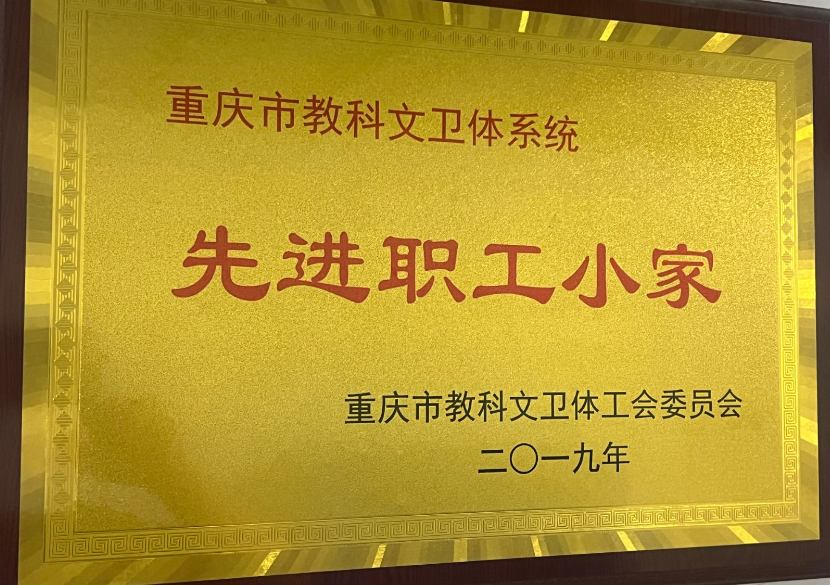 重庆市教科文卫体系统
先进职工小家
重庆市教科文卫体工会委员会
二〇一九年